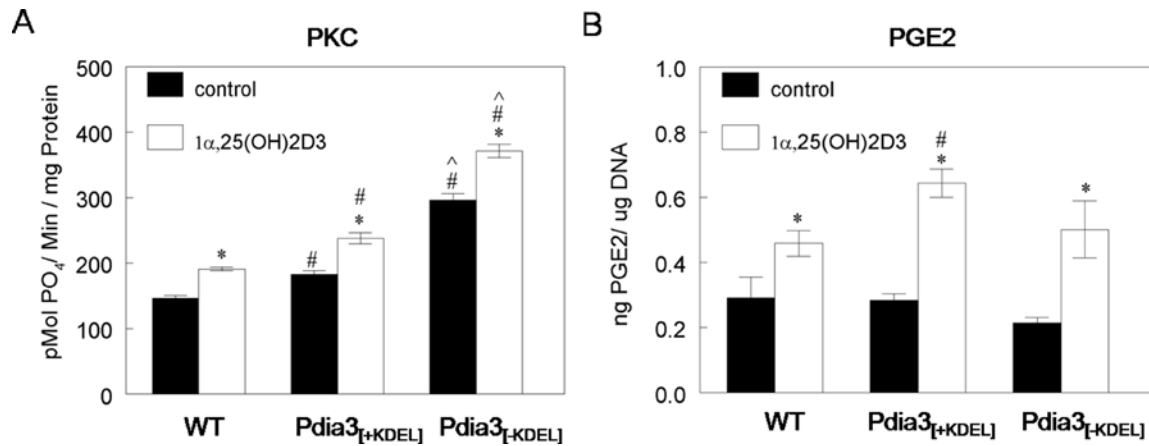 A
PKC
pMol PO₄/ Min / mg Protein
500
400
300
200
100
0
control
1α,25(OH)2D3
*
#
#
*
^
#
^
#
*
WT
Pdia3[+KDEL]
Pdia3[-KDEL]
B
PGE2
ng PGE2/ ug DNA
1.0
0.8
0.6
0.4
0.2
0.0
control
1α,25(OH)2D3
*
#
*
*
WT
Pdia3[+KDEL]
Pdia3[-KDEL]